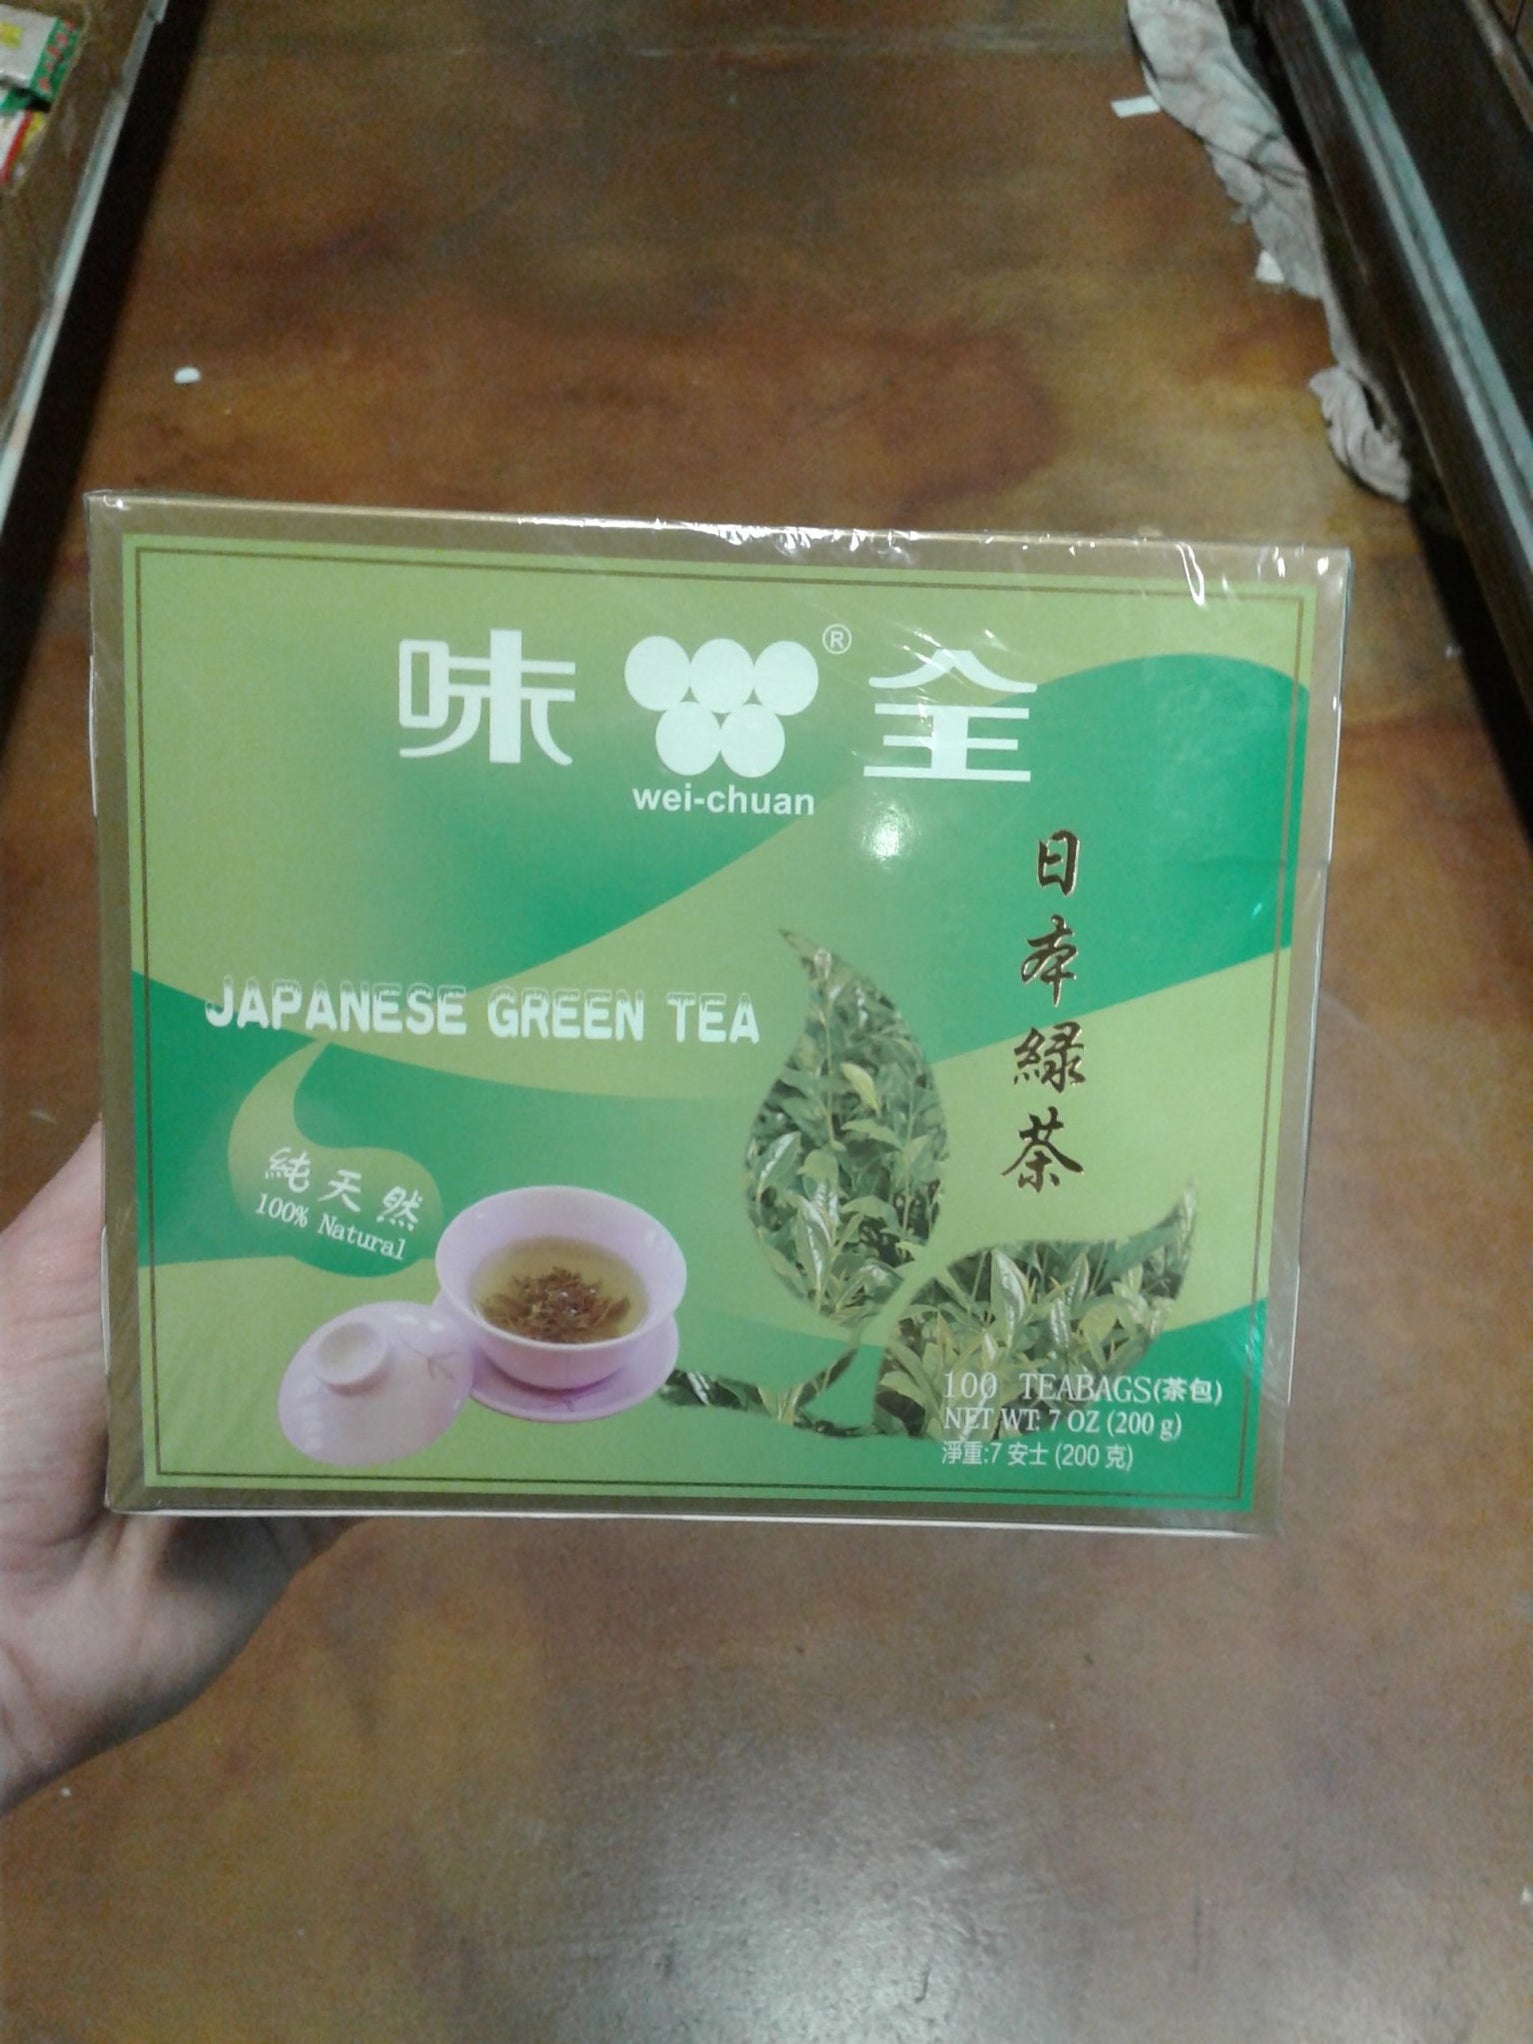 味 ® 全
wei-chuan
日本緑茶
JAPANESE GREEN TEA
純天然
100% Natural
100 TEABAGS(茶包)
NET WT. 7 OZ (200 g)
淨重:7 安士 (200 克)